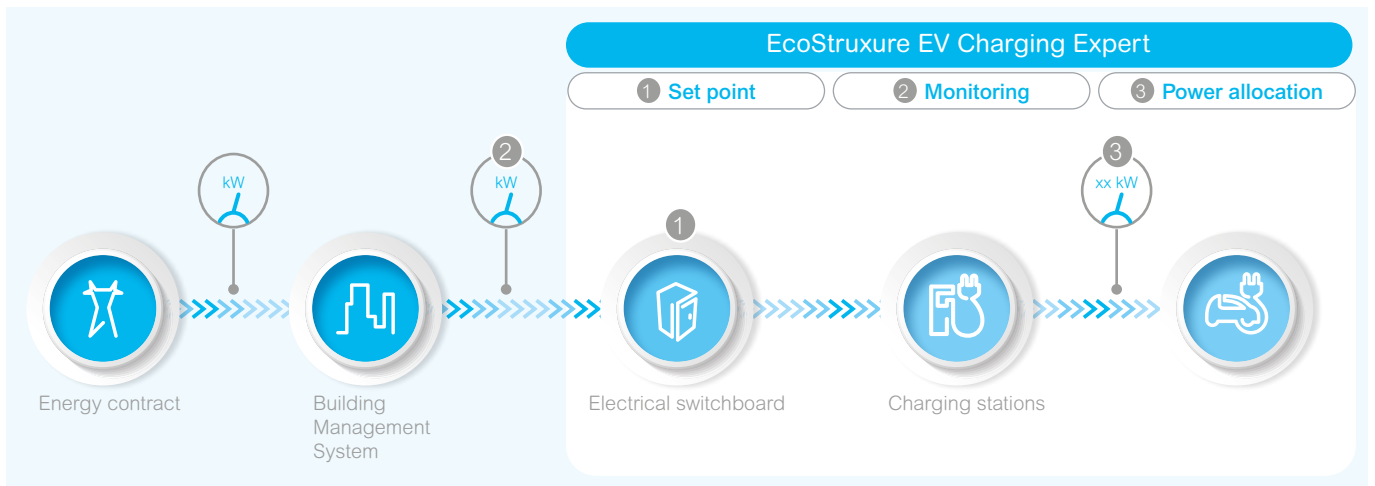 EcoStruxure EV Charging Expert
1 Set point
2 Monitoring
3 Power allocation
kW
2
kW
3
xx kW
1
Energy contract
Building
Management
System
Electrical switchboard
Charging stations